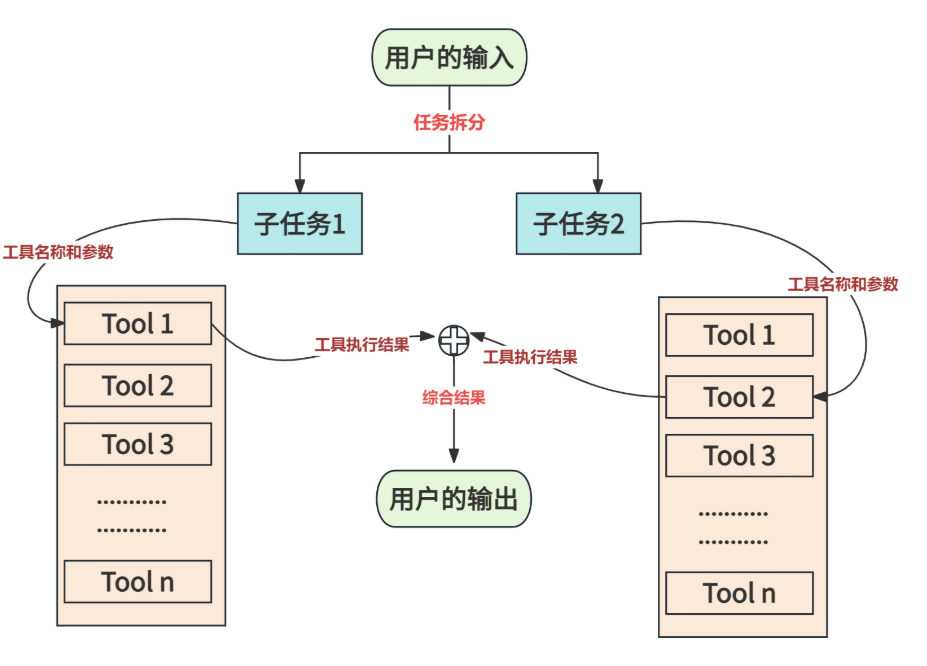 用户的输入
任务拆分
子任务1
子任务2
工具名称和参数
工具名称和参数
Tool 1
Tool 2
Tool 3
...........
...........
Tool n
工具执行结果
工具执行结果
综合结果
用户的输出
Tool 1
Tool 2
Tool 3
...........
...........
Tool n